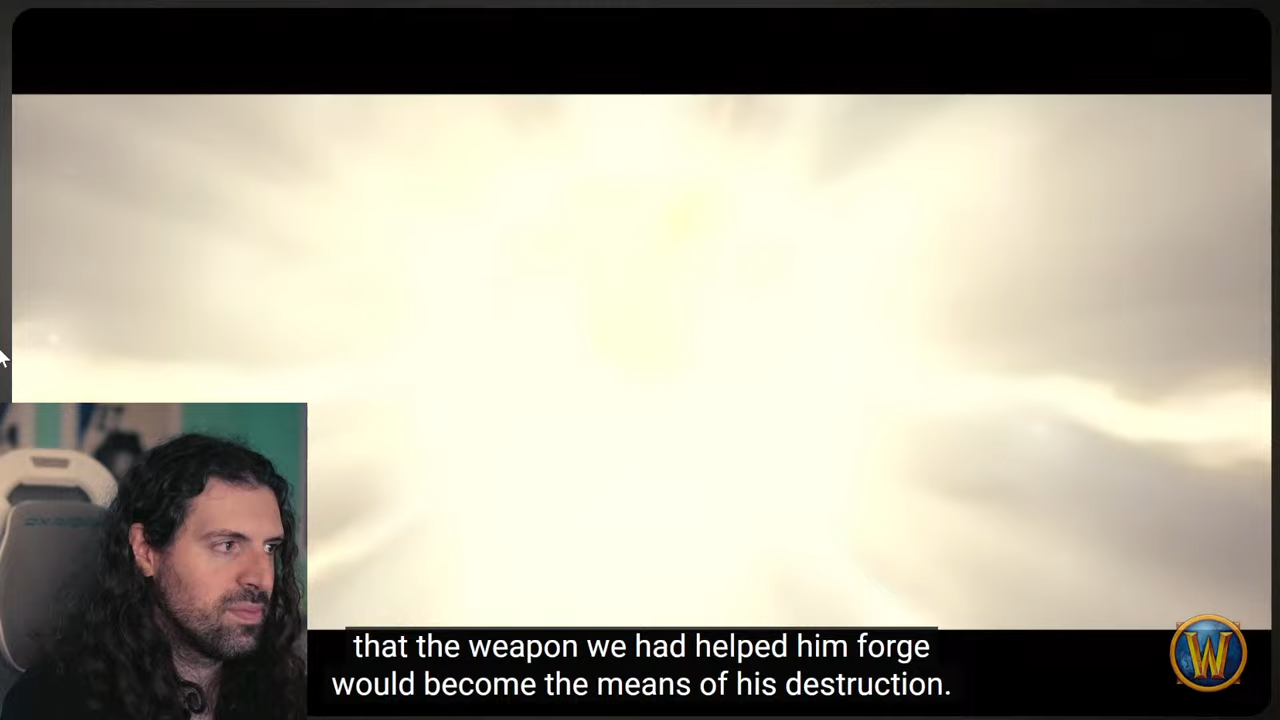 that the weapon we had helped him forge
would become the means of his destruction.
W